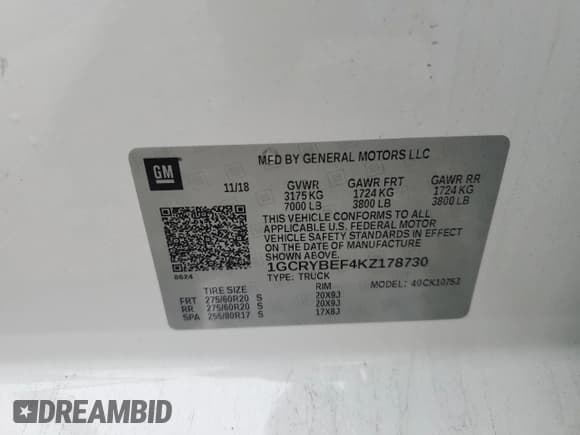 GM
MFD BY GENERAL MOTORS LLC
11/18
GVWR GAWR FRT GAWR RR
3175 KG 1724 KG 1724 KG
7000 LB 3800 LB 3800 LB
THIS VEHICLE CONFORMS TO ALL
APPLICABLE U.S. FEDERAL MOTOR
VEHICLE SAFETY STANDARDS IN EFFECT
ON THE DATE OF MANUFACTURE
SHOWN ABOVE.
1GCRYBEF4KZ178730
TYPE: TRUCK MODEL: 4GCK10753
0624
TIRE SIZE RIM
FRT 275/60R20 S 20X9J
RR 275/60R20 S 20X9J
SPA 255/80R17 S 17X8J
DREAMBID